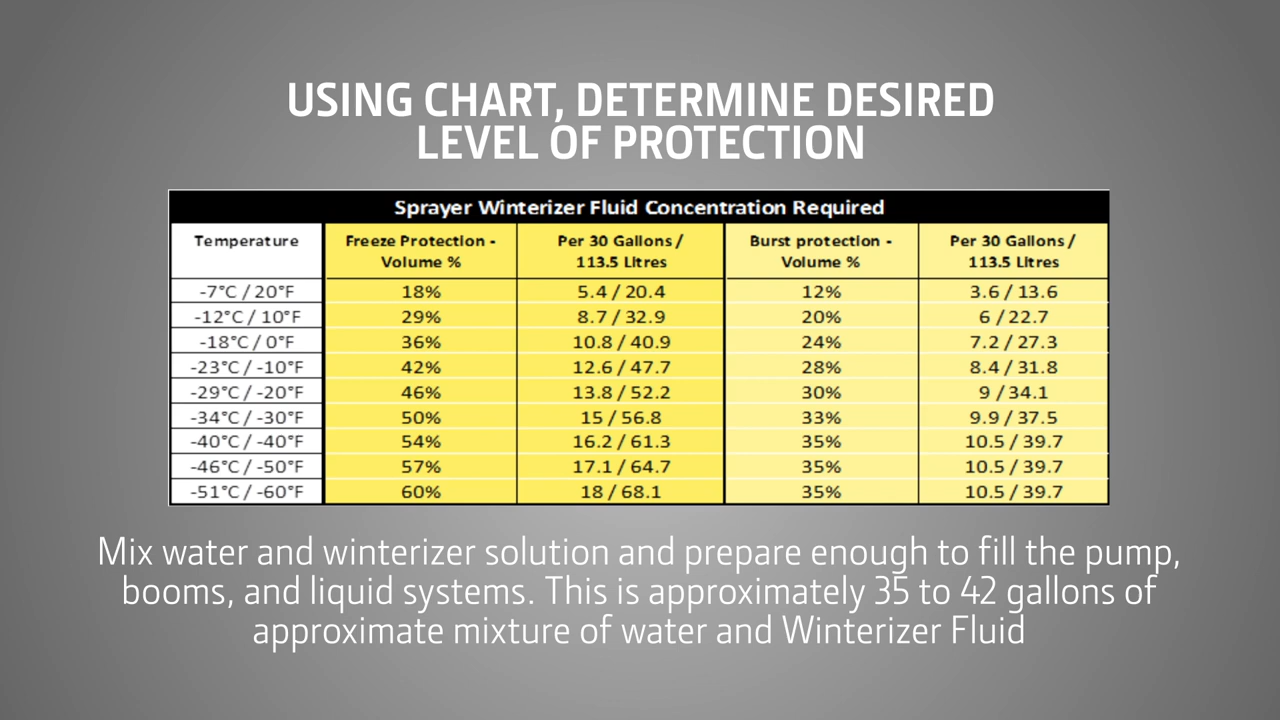 USING CHART, DETERMINE DESIRED
LEVEL OF PROTECTION
Sprayer Winterizer Fluid Concentration Required
Temperature Freeze Protection - Per 30 Gallons / Burst protection - Per 30 Gallons /
Volume % 113.5 Litres Volume % 113.5 Litres
-7°C / 20°F 18% 5.4 / 20.4 12% 3.6 / 13.6
-12°C / 10°F 29% 8.7 / 32.9 20% 6 / 22.7
-18°C / 0°F 36% 10.8 / 40.9 24% 7.2 / 27.3
-23°C / -10°F 42% 12.6 / 47.7 28% 8.4 / 31.8
-29°C / -20°F 46% 13.8 / 52.2 30% 9 / 34.1
-34°C / -30°F 50% 15 / 56.8 33% 9.9 / 37.5
-40°C / -40°F 54% 16.2 / 61.3 35% 10.5 / 39.7
-46°C / -50°F 57% 17.1 / 64.7 35% 10.5 / 39.7
-51°C / -60°F 60% 18 / 68.1 35% 10.5 / 39.7
Mix water and winterizer solution and prepare enough to fill the pump,
booms, and liquid systems. This is approximately 35 to 42 gallons of
approximate mixture of water and Winterizer Fluid